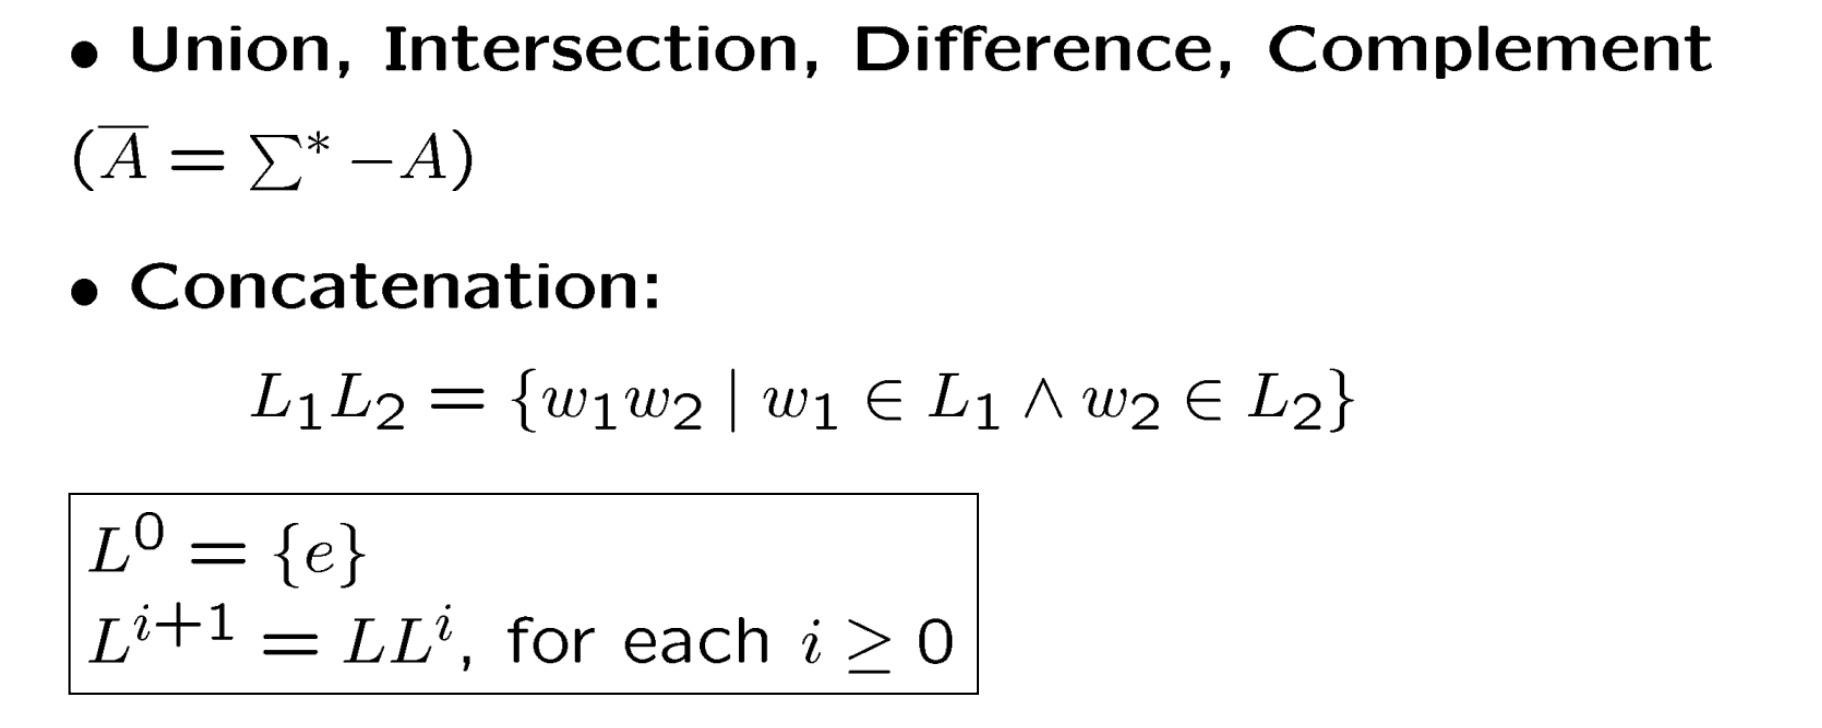 • Union, Intersection, Difference, Complement
(A̅ = Σ* − A)
• Concatenation:
L₁L₂ = {w₁w₂ | w₁ ∈ L₁ ∧ w₂ ∈ L₂}
L⁰ = {e}
Lⁱ⁺¹ = LLⁱ, for each i ≥ 0